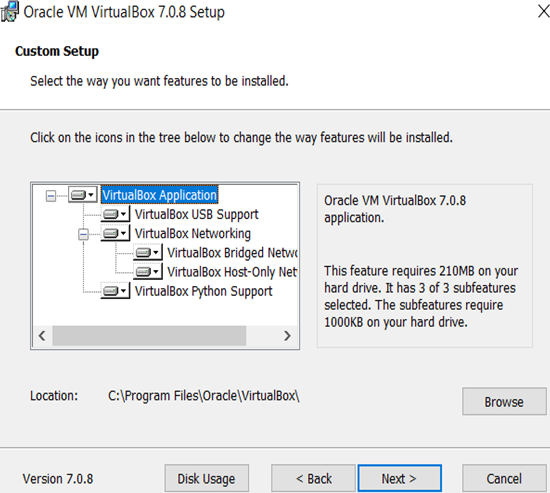 Oracle VM VirtualBox 7.0.8 Setup
Custom Setup
Select the way you want features to be installed.
Click on the icons in the tree below to change the way features will be installed.
VirtualBox Application
VirtualBox USB Support
VirtualBox Networking
VirtualBox Bridged Netwo
VirtualBox Host-Only Net
VirtualBox Python Support
Oracle VM VirtualBox 7.0.8
application.
This feature requires 210MB on your
hard drive. It has 3 of 3 subfeatures
selected. The subfeatures require
1000KB on your hard drive.
Location: C:\Program Files\Oracle\VirtualBox\
Browse
Version 7.0.8 Disk Usage < Back Next > Cancel